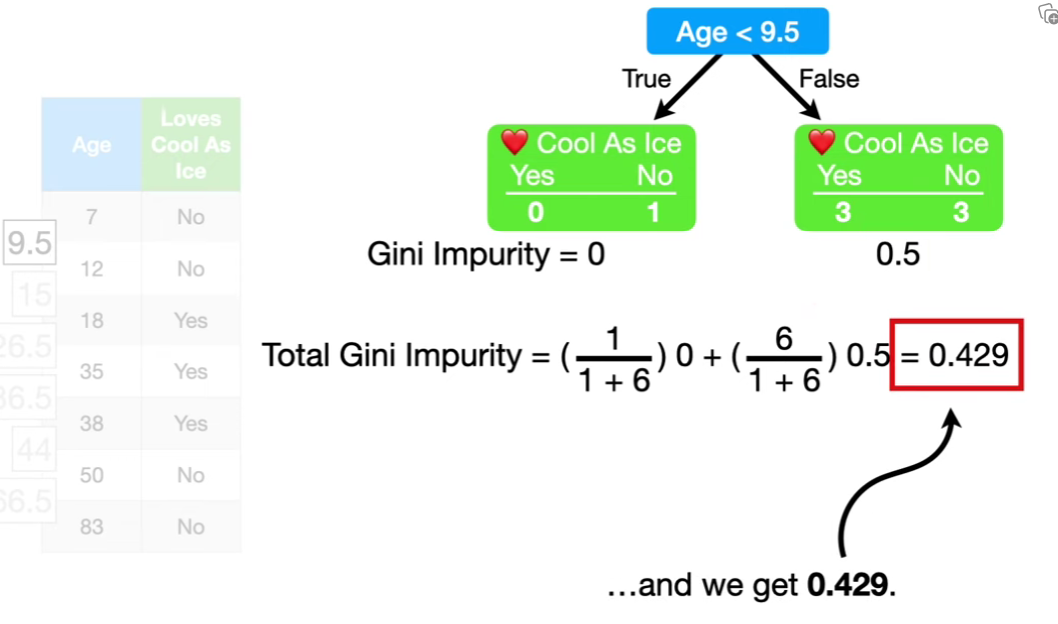 Age < 9.5
True
False
❤️ Cool As Ice
Yes No
0 1
❤️ Cool As Ice
Yes No
3 3
Gini Impurity = 0
0.5
Age
Loves
Cool As
Ice
7 No
12 No
18 Yes
35 Yes
38 Yes
50 No
83 No
9.5
15
26.5
36.5
44
66.5
Total Gini Impurity = ( 1 / 1 + 6 ) 0 + ( 6 / 1 + 6 ) 0.5 = 0.429
...and we get 0.429.